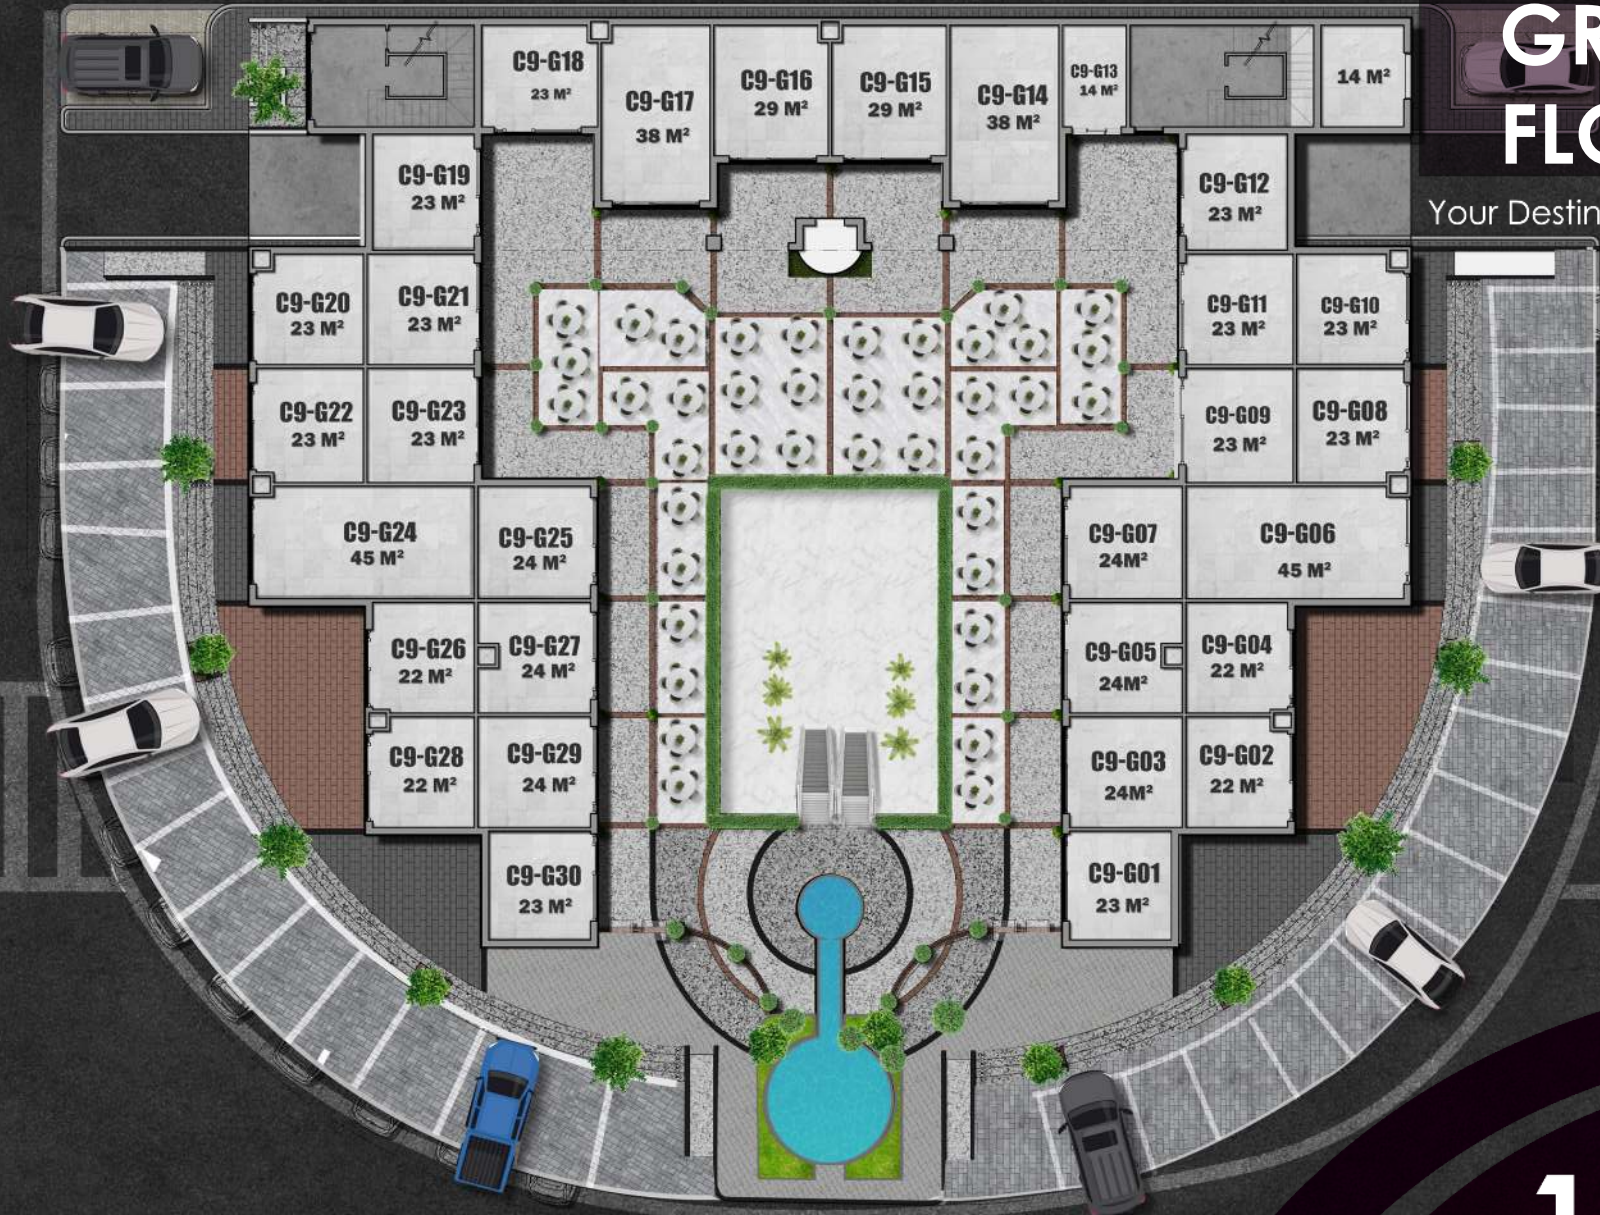 GR
FLO
Your Destin
C9-G18
23 M²
C9-G17
38 M²
C9-G16
29 M²
C9-G15
29 M²
C9-G14
38 M²
C9-G13
14 M²
14 M²
C9-G19
23 M²
C9-G12
23 M²
C9-G20
23 M²
C9-G21
23 M²
C9-G11
23 M²
C9-G10
23 M²
C9-G22
23 M²
C9-G23
23 M²
C9-G09
23 M²
C9-G08
23 M²
C9-G24
45 M²
C9-G25
24 M²
C9-G07
24M²
C9-G06
45 M²
C9-G26
22 M²
C9-G27
24 M²
C9-G05
24M²
C9-G04
22 M²
C9-G28
22 M²
C9-G29
24 M²
C9-G03
24M²
C9-G02
22 M²
C9-G30
23 M²
C9-G01
23 M²
1